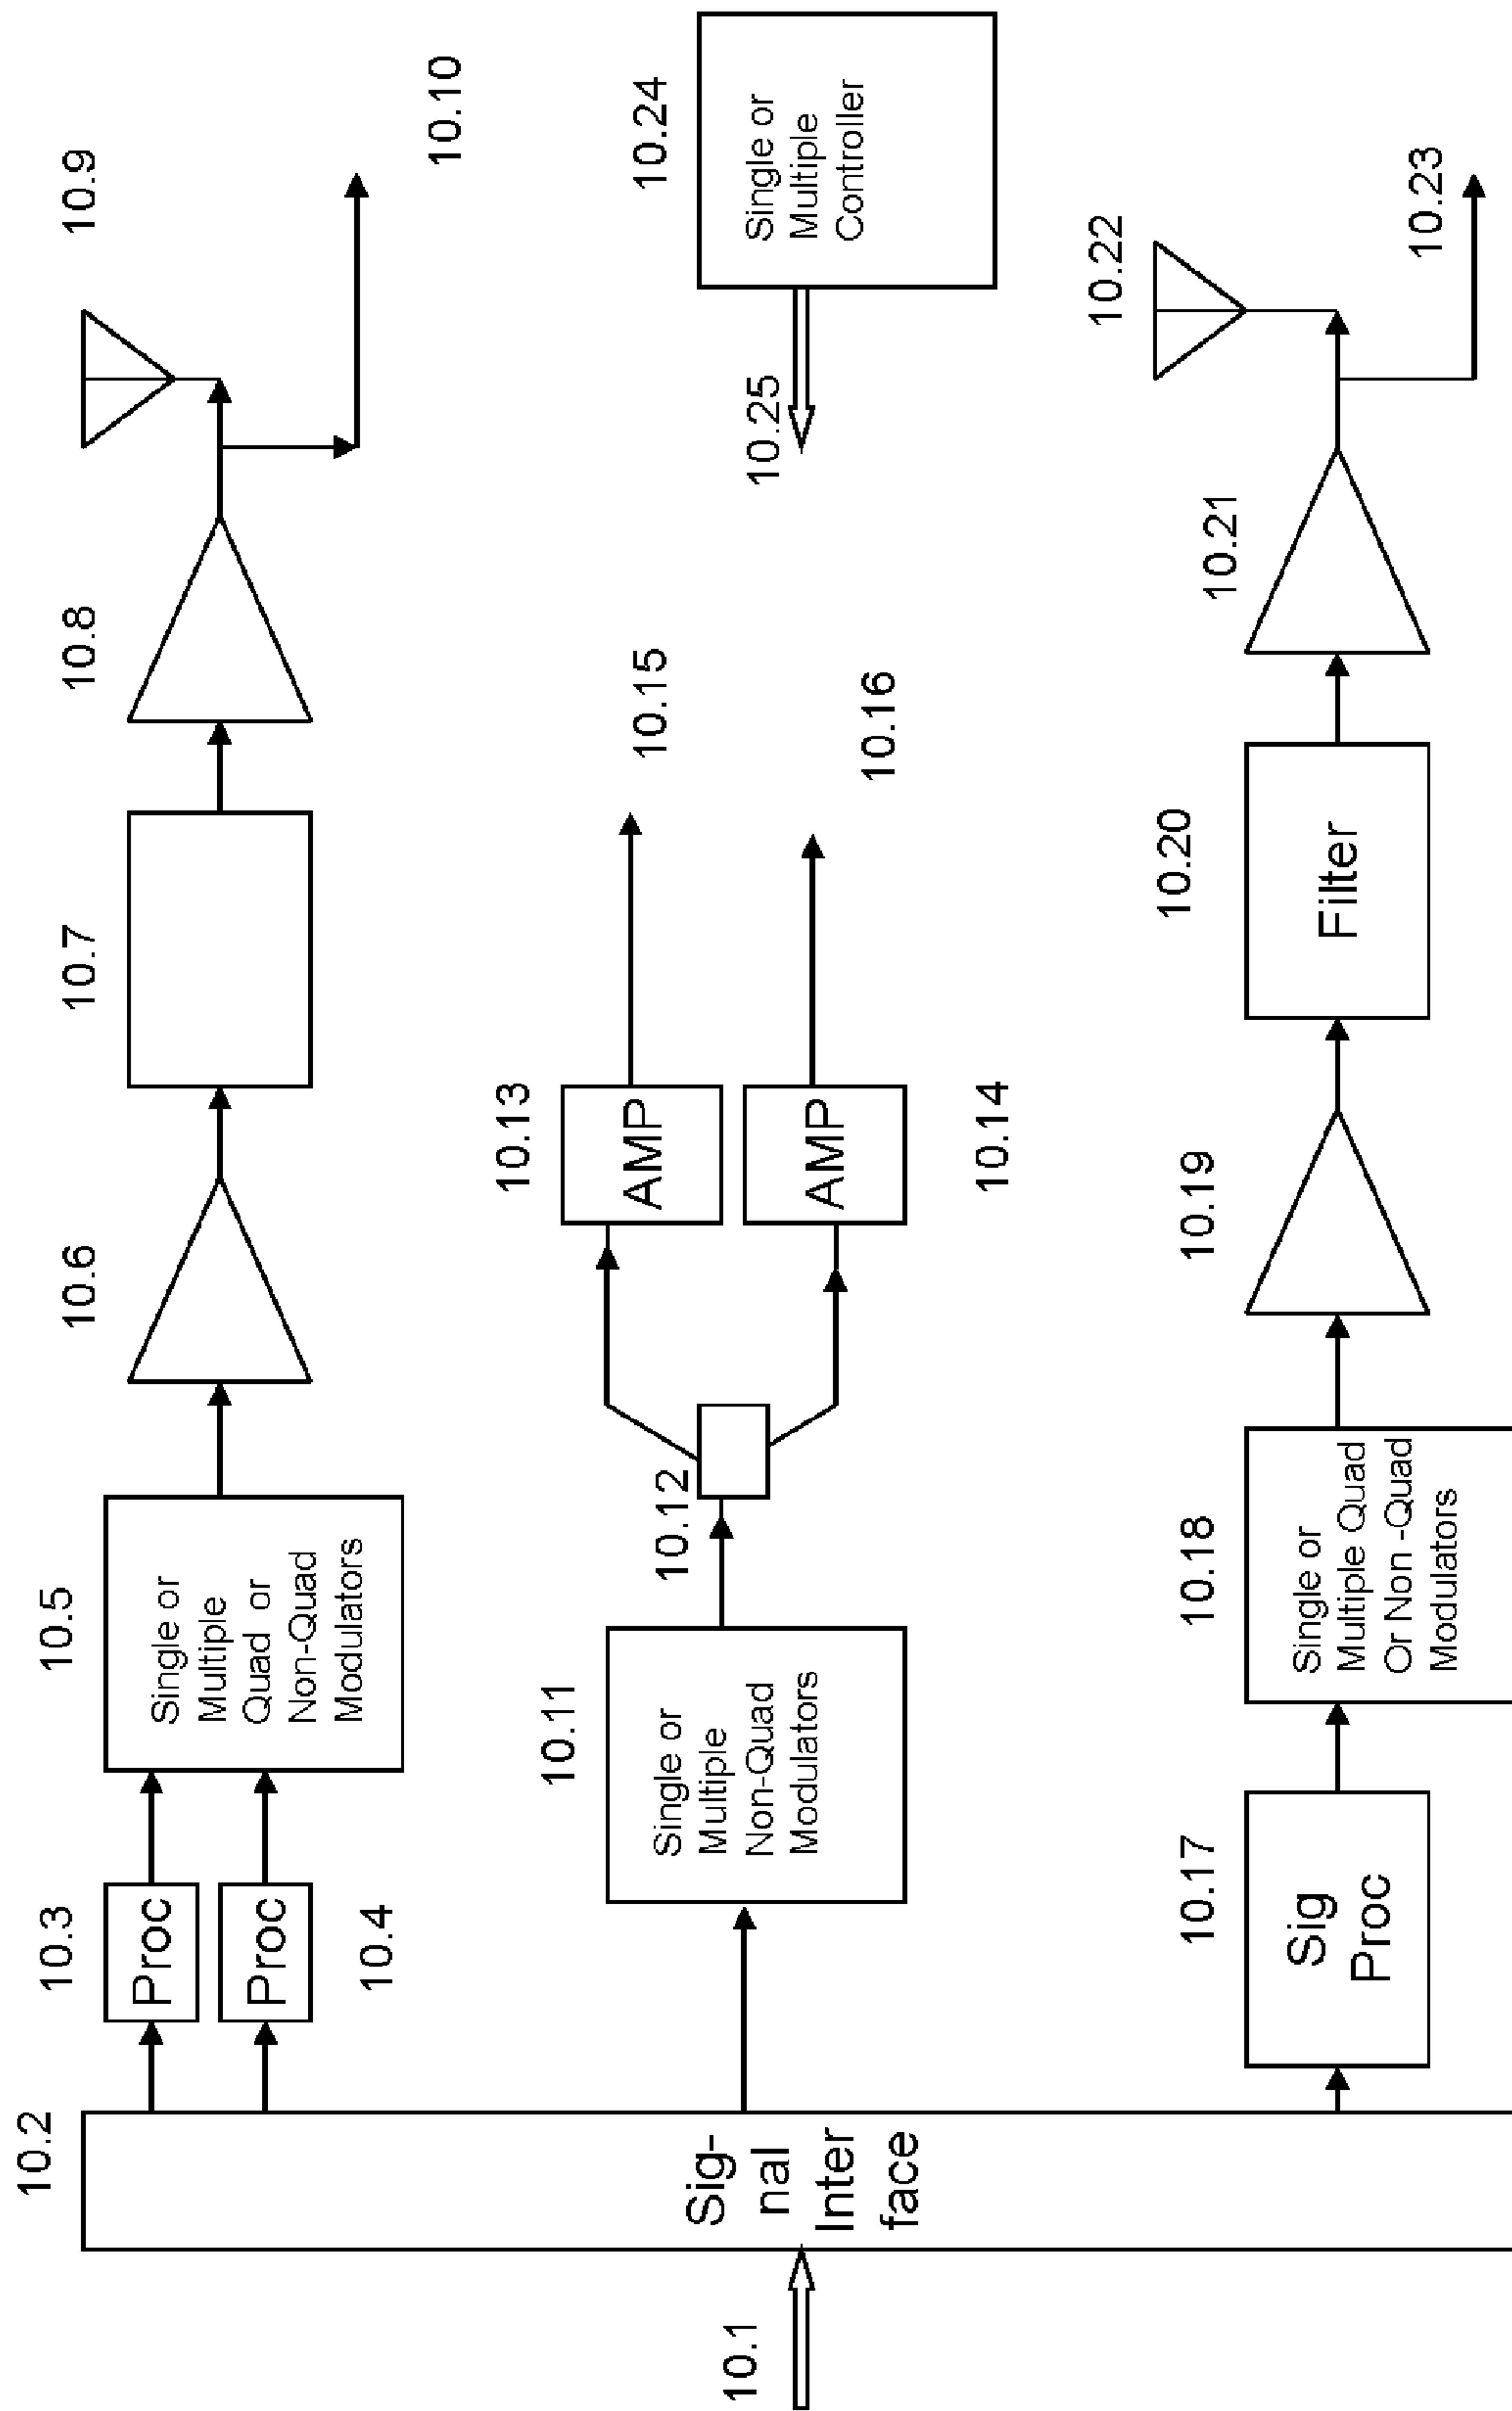 10.1
10.2
Sig-
nal
Inter
face
10.3
Proc
Proc
10.4
10.5
Single or
Multiple
Quad or
Non-Quad
Modulators
10.6
10.7
10.8
10.9
10.10
10.11
Single or
Multiple
Non-Quad
Modulators
10.12
10.13
AMP
AMP
10.14
10.15
10.16
10.24
Single or
Multiple
Controller
10.25
10.17
Sig
Proc
10.18
Single or
Multiple Quad
Or Non -Quad
Modulators
10.19
10.20
Filter
10.21
10.22
10.23